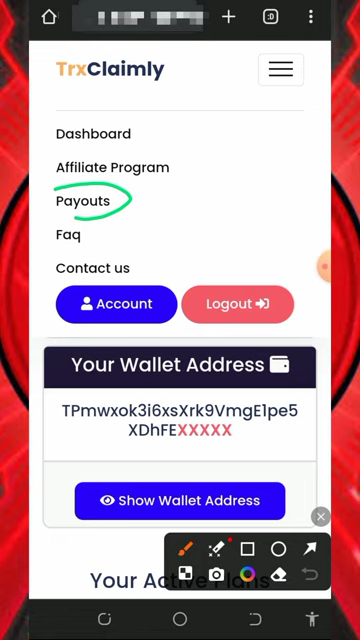 TrxClaimly
Dashboard
Affiliate Program
Payouts
Faq
Contact us
Account
Logout
Your Wallet Address
TPmwxok3i6xsXrk9VmgE1pe5
XDhFEXXXXX
Show Wallet Address
Your Active Plans